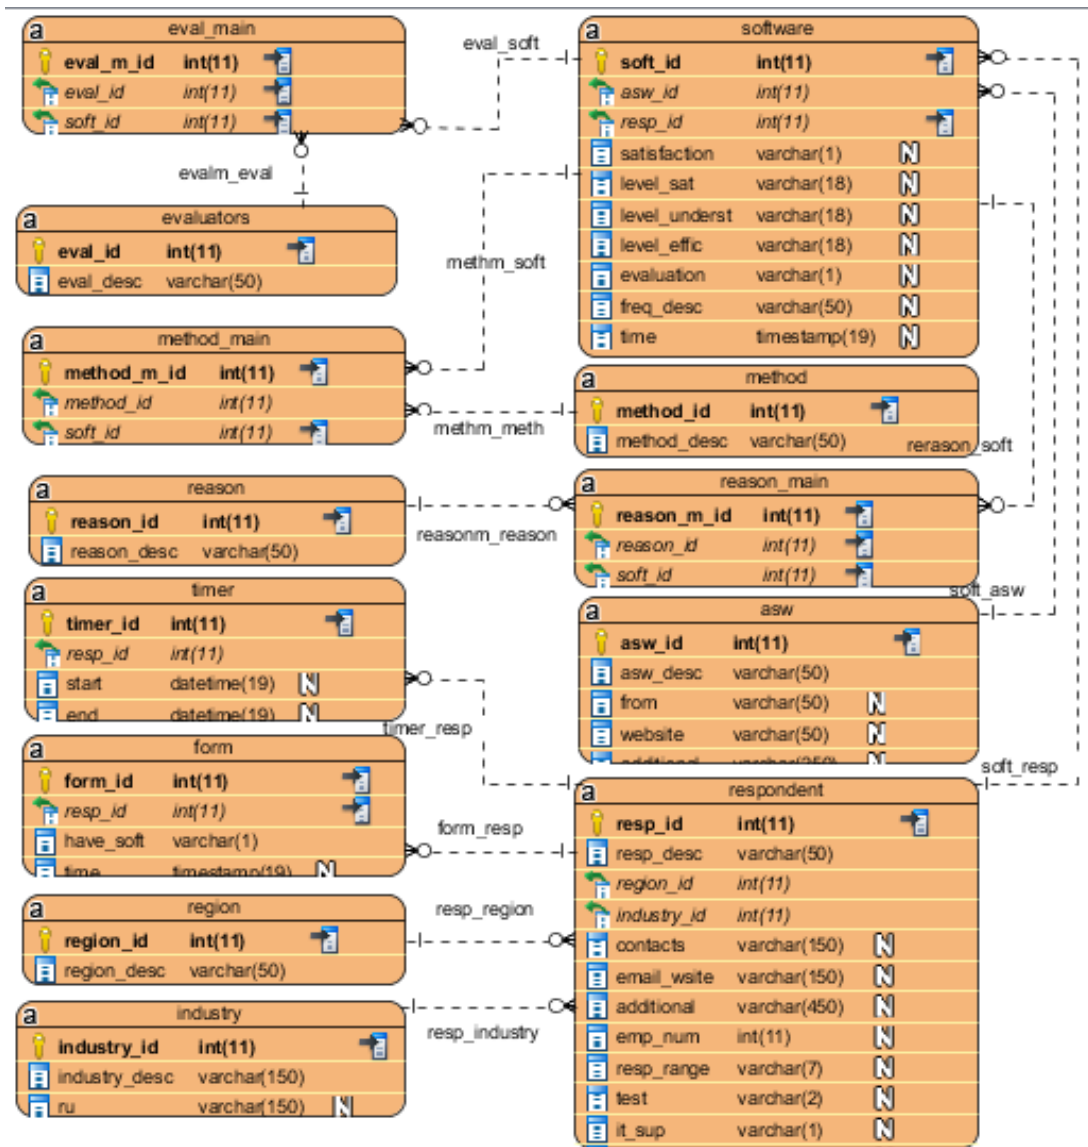 eval_main
eval_m_id int(11)
eval_id int(11)
soft_id int(11)
eval_soft
evalm_eval
evaluators
eval_id int(11)
eval_desc varchar(50)
software
soft_id int(11)
asw_id int(11)
resp_id int(11)
satisfaction varchar(1) N
level_sat varchar(18) N
level_underst varchar(18) N
level_effic varchar(18) N
evaluation varchar(1) N
freq_desc varchar(50) N
time timestamp(19) N
methm_soft
method_main
method_m_id int(11)
method_id int(11)
soft_id int(11)
methm_meth
method
method_id int(11)
method_desc varchar(50)
rerason_soft
reason
reason_id int(11)
reason_desc varchar(50)
reasonm_reason
reason_main
reason_m_id int(11)
reason_id int(11)
soft_id int(11)
soft_asw
timer
timer_id int(11)
resp_id int(11)
start datetime(19) N
end datetime(19) N
timer_resp
asw
asw_id int(11)
asw_desc varchar(50)
from varchar(50) N
website varchar(50) N
additional varchar(250) N
soft_resp
form
form_id int(11)
resp_id int(11)
have_soft varchar(1)
time timestamp(19) N
form_resp
region
region_id int(11)
region_desc varchar(50)
resp_region
industry
industry_id int(11)
industry_desc varchar(150)
ru varchar(150) N
resp_industry
respondent
resp_id int(11)
resp_desc varchar(50)
region_id int(11)
industry_id int(11)
contacts varchar(150) N
email_wsite varchar(150) N
additional varchar(450) N
emp_num int(11) N
resp_range varchar(7) N
test varchar(2) N
it_sup varchar(1) N